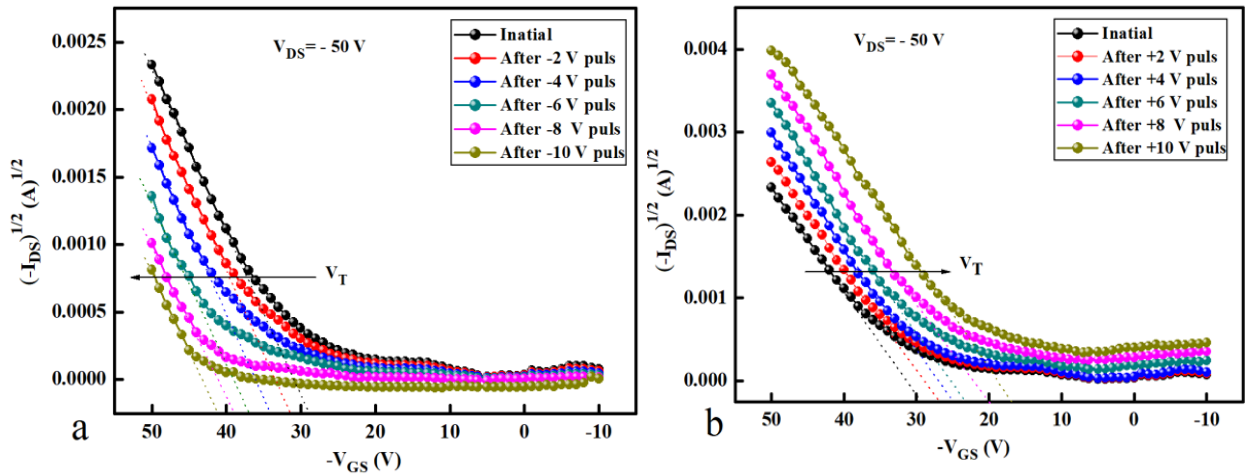 V_DS= - 50 V
Inatial
After -2 V puls
After -4 V puls
After -6 V puls
After -8 V puls
After -10 V puls
V_T
(-I_DS)^1/2 (A)^1/2
0.0025
0.0020
0.0015
0.0010
0.0005
0.0000
50 40 30 20 10 0 -10
-V_GS (V)
a
V_DS= - 50 V
Inatial
After +2 V puls
After +4 V puls
After +6 V puls
After +8 V puls
After +10 V puls
V_T
(-I_DS)^1/2 (A)^1/2
0.004
0.003
0.002
0.001
0.000
50 40 30 20 10 0 -10
-V_GS (V)
b